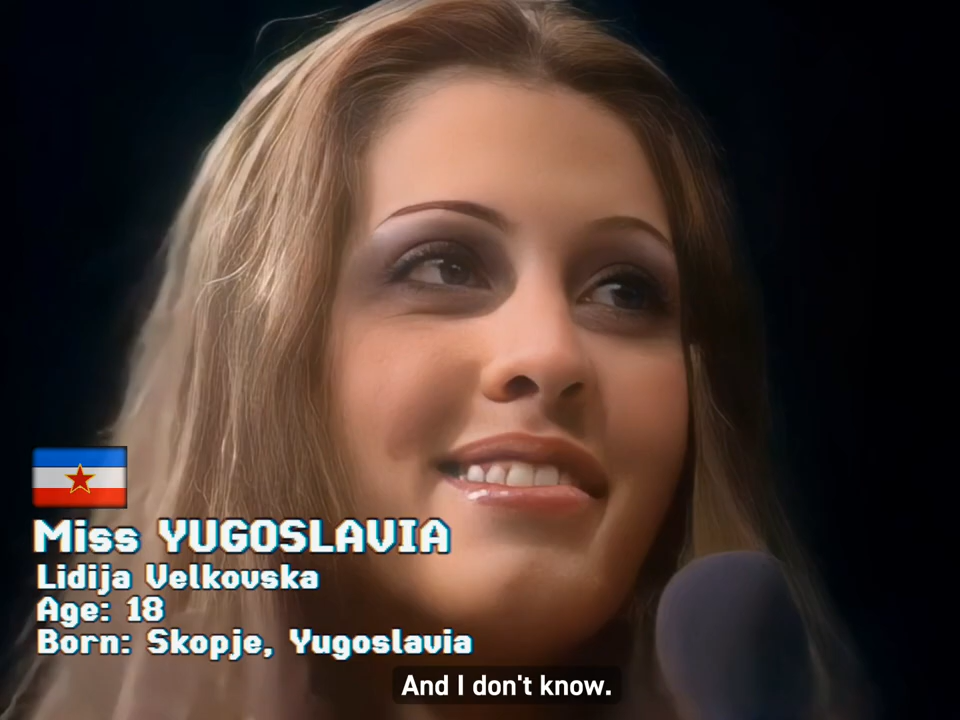 Miss YUGOSLAVIA
Lidija Velkovska
Age: 18
Born: Skopje, Yugoslavia
And I don't know.